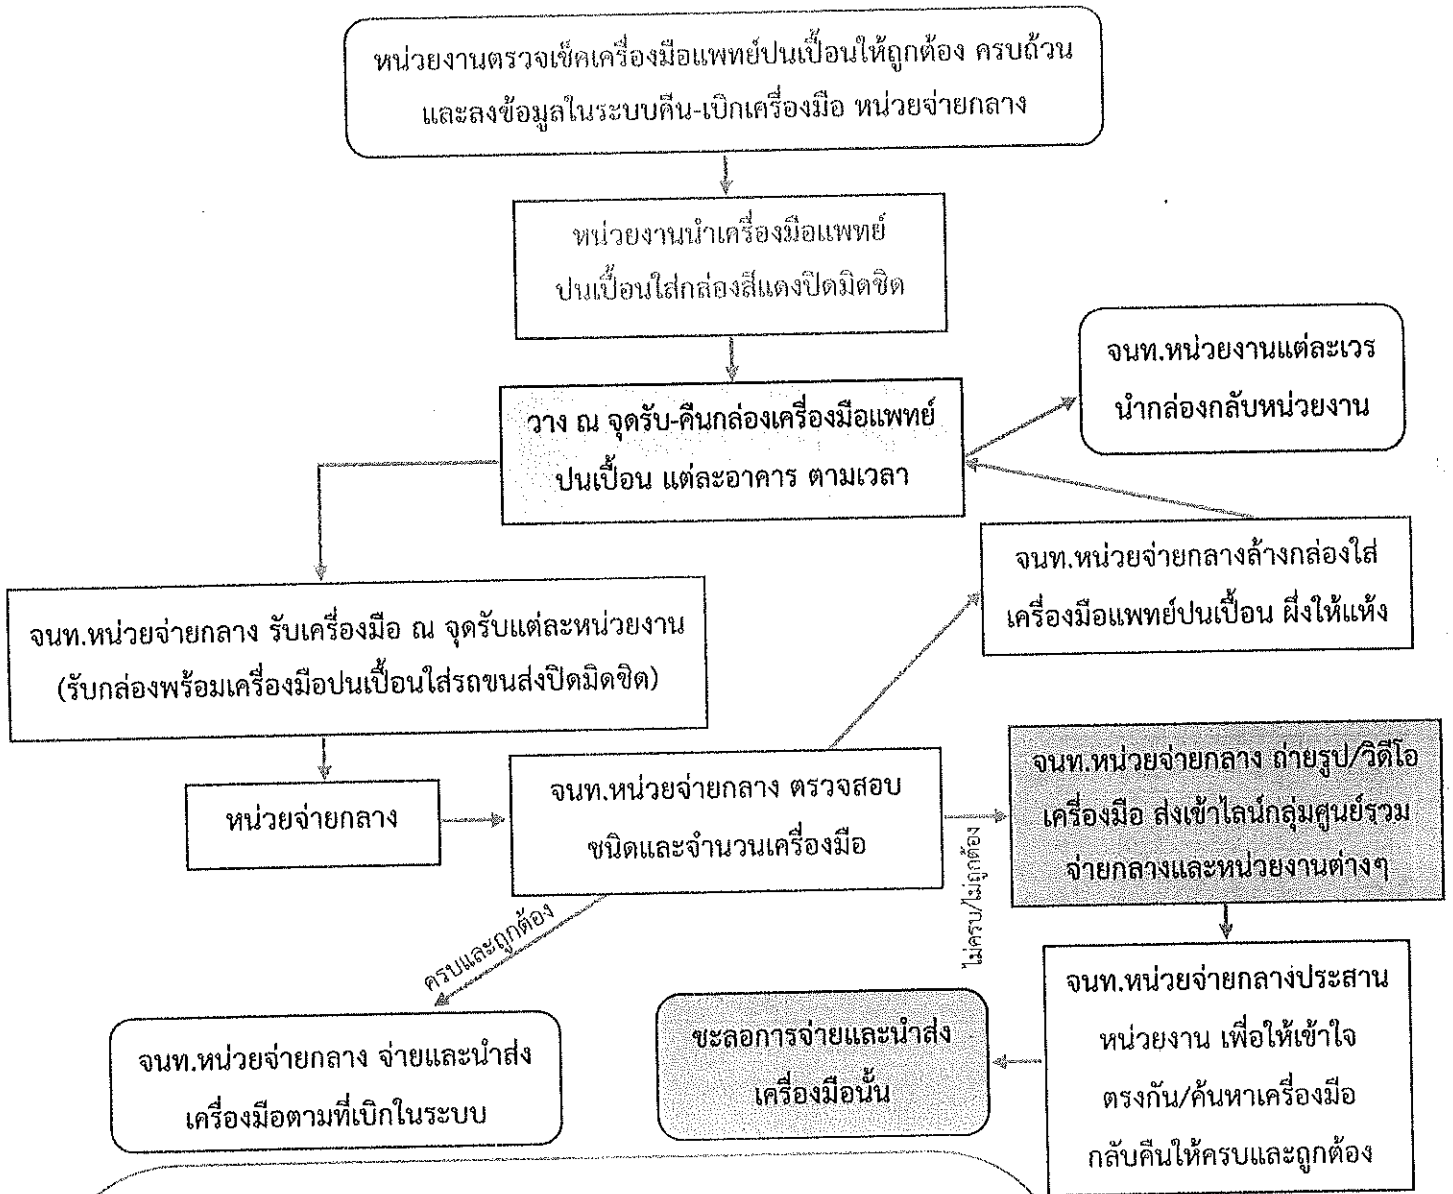 หน่วยงานตรวจเช็คเครื่องมือแพทย์ปนเปื้อนให้ถูกต้อง ครบถ้วน
และลงข้อมูลในระบบคืน-เบิกเครื่องมือ หน่วยจ่ายกลาง
หน่วยงานนำเครื่องมือแพทย์
ปนเปื้อนใส่กล่องสีแดงปิดมิดชิด
จนท.หน่วยงานแต่ละเวร
นำกล่องกลับหน่วยงาน
วาง ณ จุดรับ-คืนกล่องเครื่องมือแพทย์
ปนเปื้อน แต่ละอาคาร ตามเวลา
จนท.หน่วยจ่ายกลางล้างกล่องใส่
เครื่องมือแพทย์ปนเปื้อน ผึ่งให้แห้ง
จนท.หน่วยจ่ายกลาง รับเครื่องมือ ณ จุดรับแต่ละหน่วยงาน
(รับกล่องพร้อมเครื่องมือปนเปื้อนใส่รถขนส่งปิดมิดชิด)
หน่วยจ่ายกลาง
จนท.หน่วยจ่ายกลาง ตรวจสอบ
ชนิดและจำนวนเครื่องมือ
จนท.หน่วยจ่ายกลาง ถ่ายรูป/วิดีโอ
เครื่องมือ ส่งเข้าไลน์กลุ่มศูนย์รวม
จ่ายกลางและหน่วยงานต่างๆ
ไม่ครบ/ไม่ถูกต้อง
ครบและถูกต้อง
จนท.หน่วยจ่ายกลาง จ่ายและนำส่ง
เครื่องมือตามที่เบิกในระบบ
ชะลอการจ่ายและนำส่ง
เครื่องมือนั้น
จนท.หน่วยจ่ายกลางประสาน
หน่วยงาน เพื่อให้เข้าใจ
ตรงกัน/ค้นหาเครื่องมือ
กลับคืนให้ครบและถูกต้อง